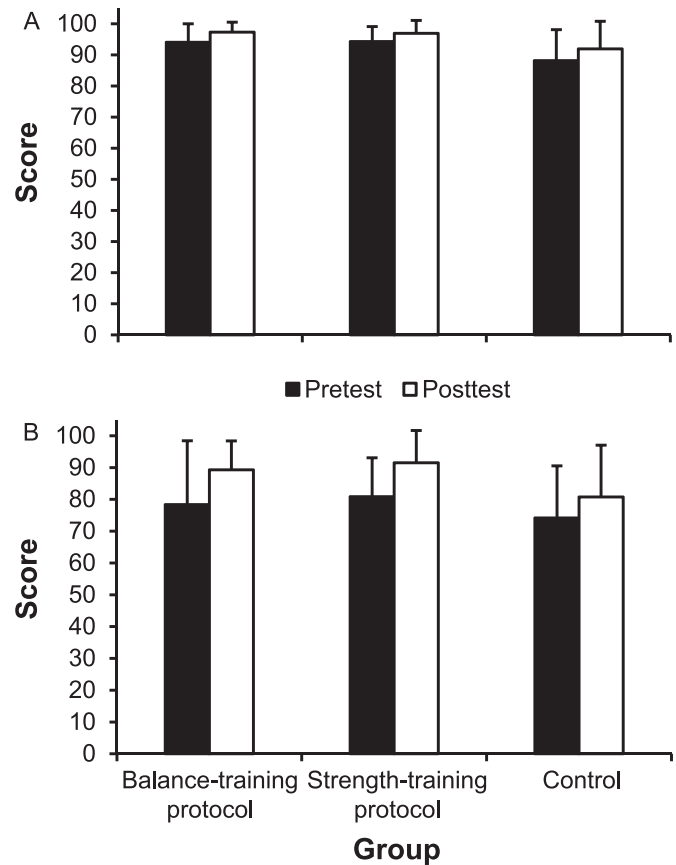 A
100
90
80
70
60
50
40
30
20
10
0
Score
Pretest Posttest
B
100
90
80
70
60
50
40
30
20
10
0
Score
Balance-training Strength-training Control
protocol protocol
Group